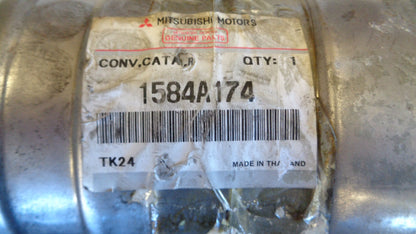 MITSUBISHI MOTORS
GENUINE PARTS
CONV,CATA,R QTY: 1
1584A174
TK24 MADE IN THAILAND